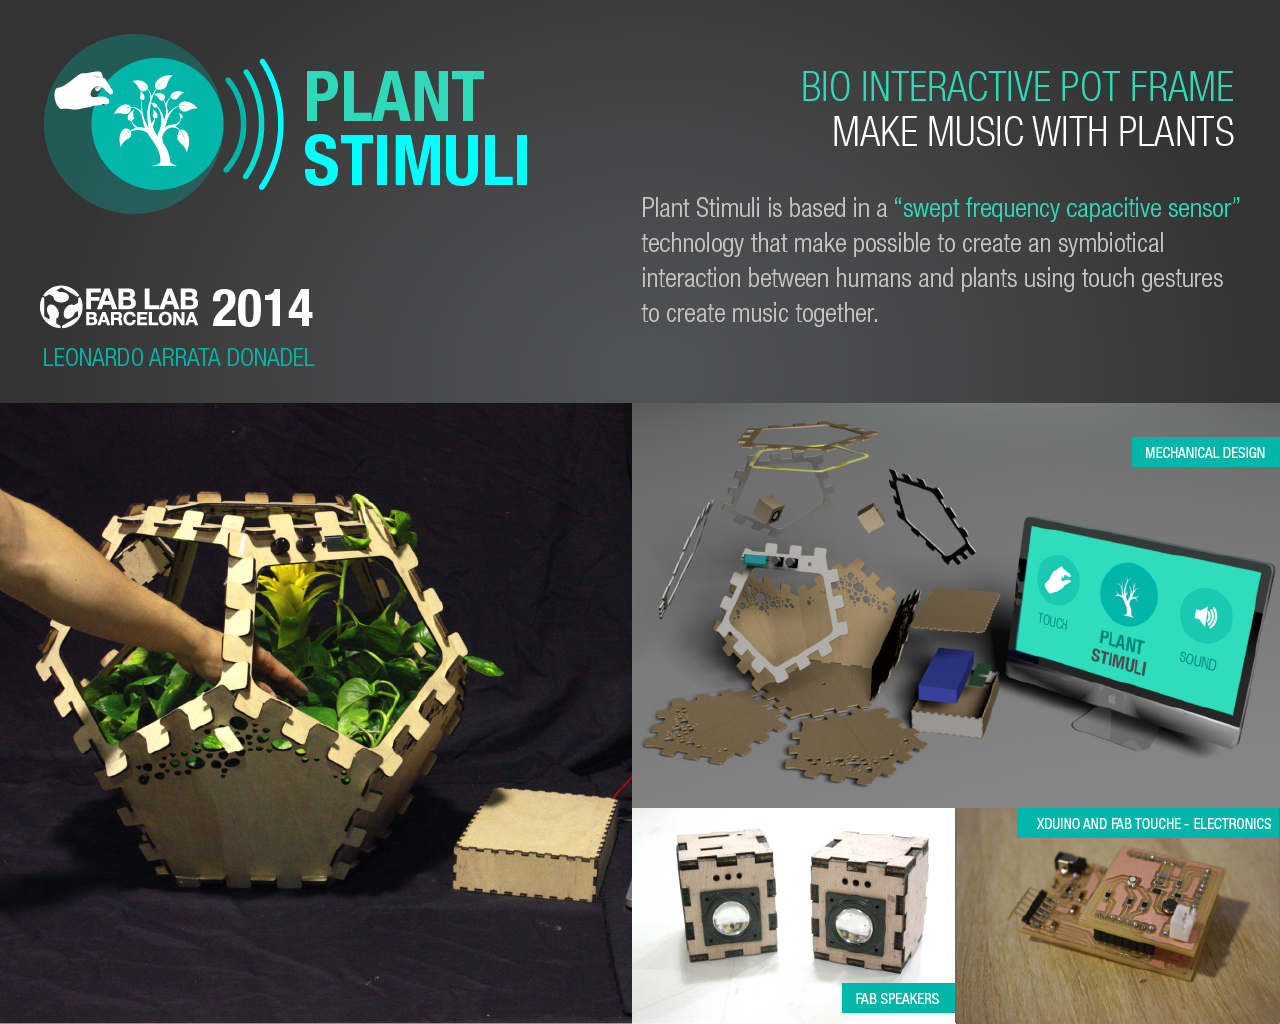 PLANT
STIMULI
BIO INTERACTIVE POT FRAME
MAKE MUSIC WITH PLANTS
Plant Stimuli is based in a “swept frequency capacitive sensor”
technology that make possible to create an symbiotical
interaction between humans and plants using touch gestures
to create music together.
FAB LAB
BARCELONA
2014
LEONARDO ARRATA DONADEL
MECHANICAL DESIGN
TOUCH
PLANT
STIMULI
SOUND
FAB SPEAKERS
XDUINO AND FAB TOUCHE - ELECTRONICS